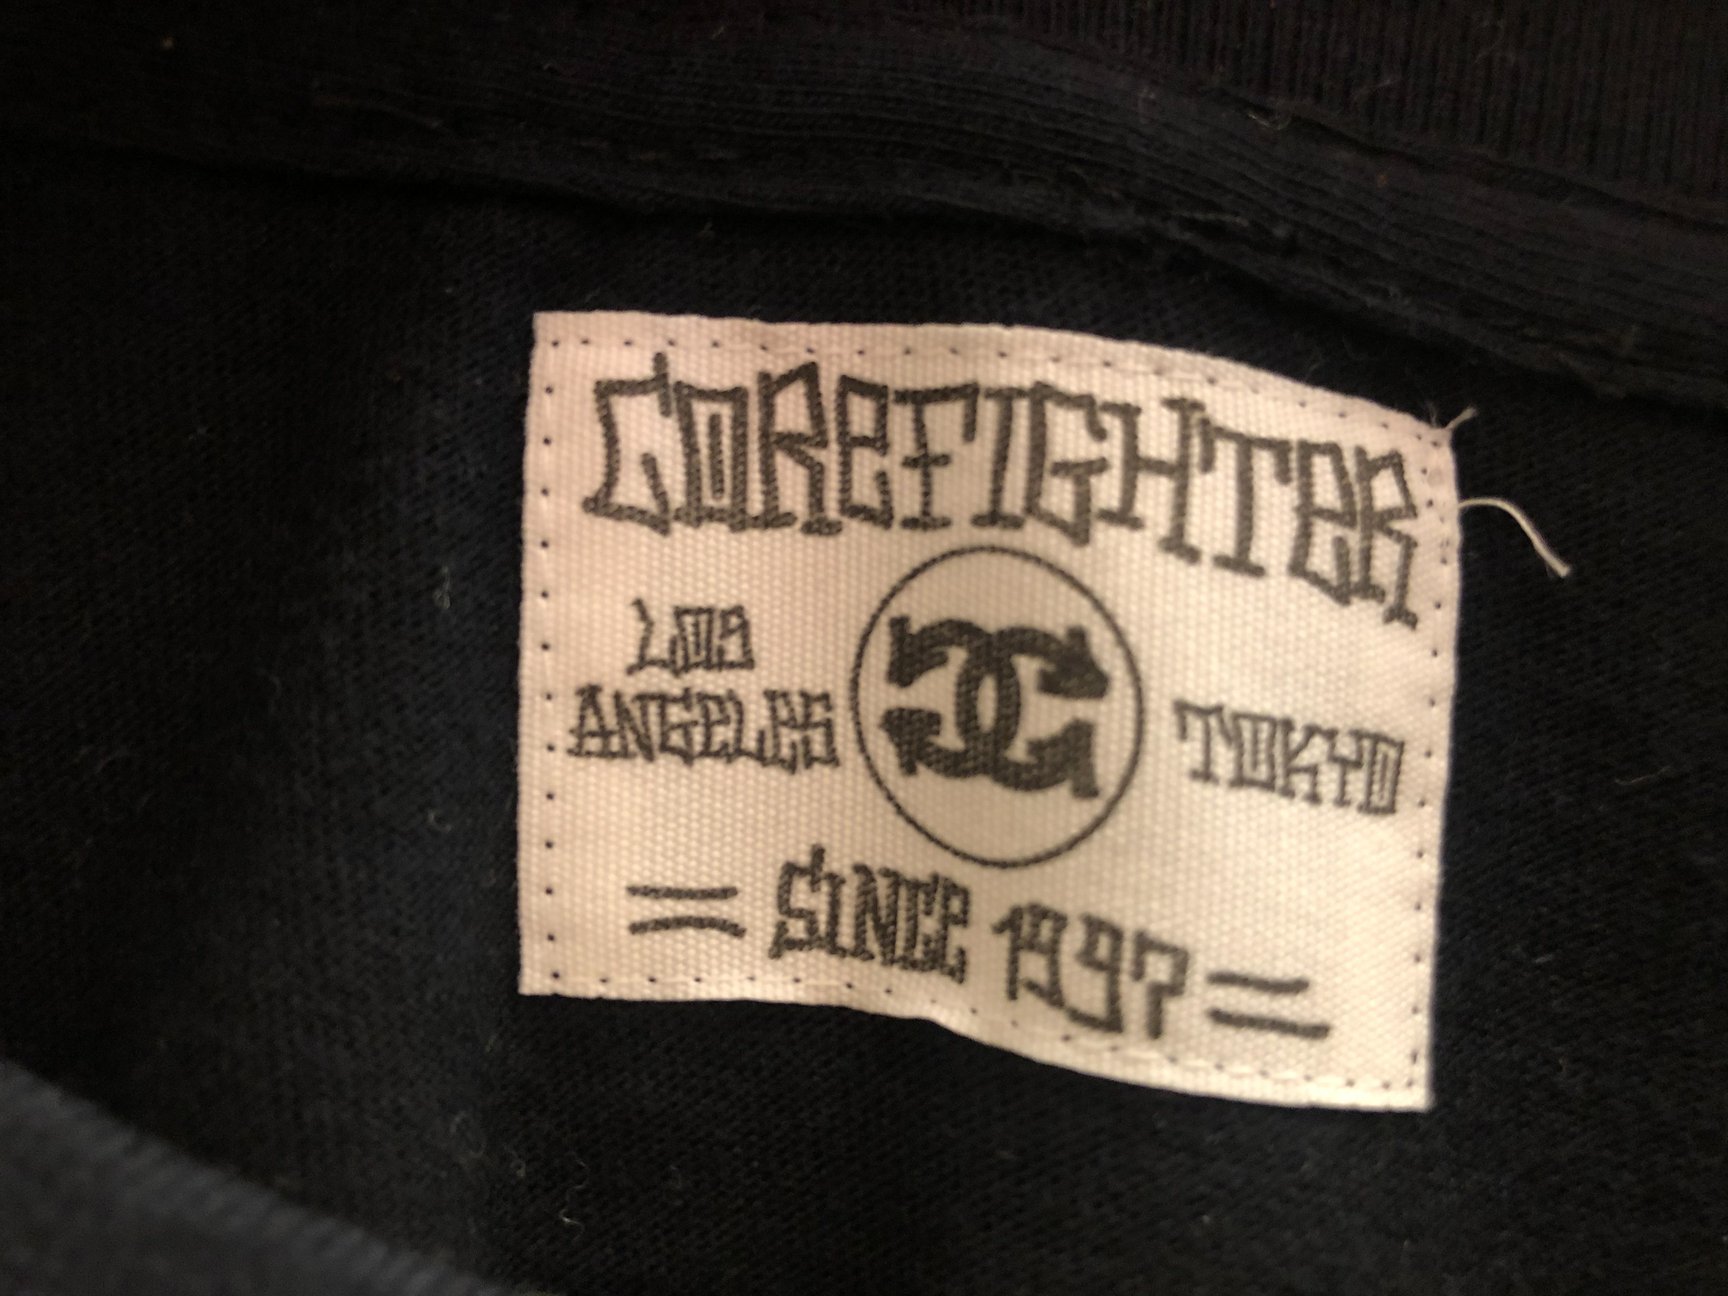 COREFIGHTER
LOS
ANGELES
TOKYO
= SINCE 1997 =